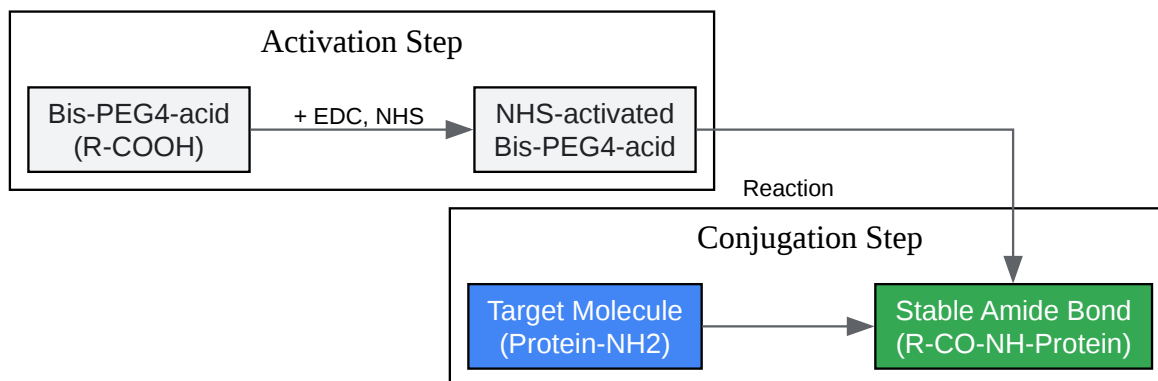 Activation Step
Bis-PEG4-acid
(R-COOH)
+ EDC, NHS
NHS-activated
Bis-PEG4-acid
Reaction
Conjugation Step
Target Molecule
(Protein-NH2)
Stable Amide Bond
(R-CO-NH-Protein)